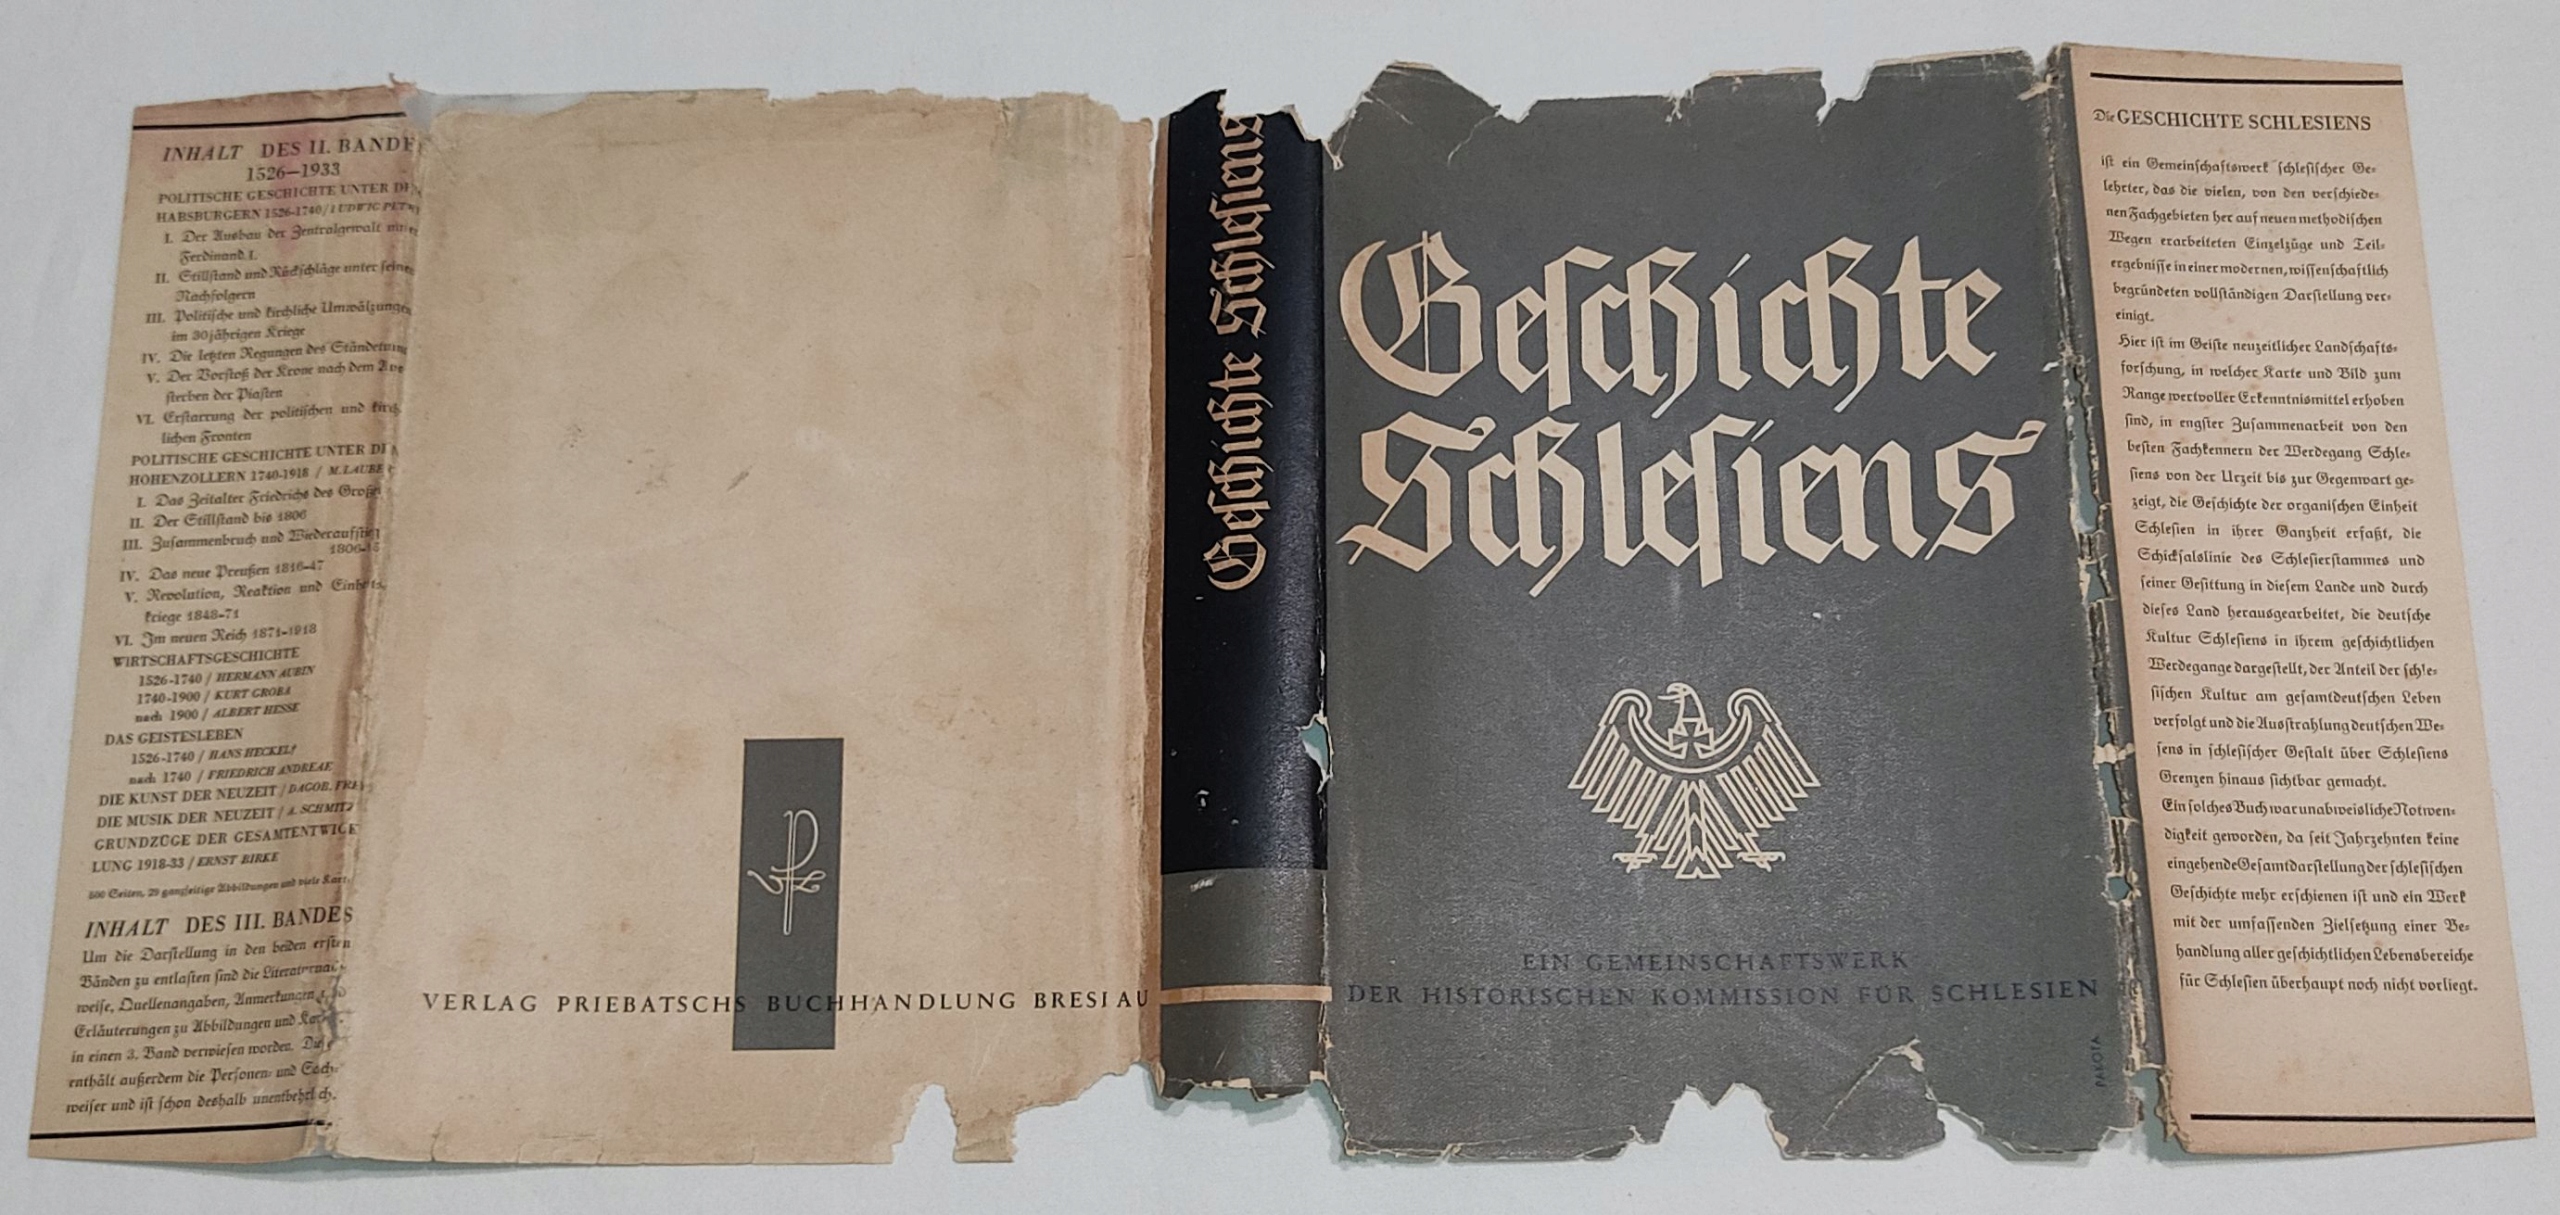 INHALT DES II. BANDE
1526–1933
POLITISCHE GESCHICHTE UNTER
HABSBURGERN 1526-1740 / LUDWIG
I. Der Ausbau der Zentralgewalt
Ferdinand I.
II. Stillstand und Rückschläge unter seinen
Nachfolgern
III. Politische und kirchliche Umwälzungen
im 30jährigen Kriege
IV. Die letzten Regungen des
V. Der Vorstoß der Krone nach dem Aus-
sterben der Piasten
VI. Erstarrung der politischen und kirch-
lichen Fronten
POLITISCHE GESCHICHTE UNTER
HOHENZOLLERN 1740-1918 / M. LAUBE
I. Das Zeitalter Friedrichs des Großen
II. Der Stillstand bis 1806
III. Zusammenbruch und Wiederaufstieg
1806-15
IV. Das neue Preußen 1816-47
V. Revolution, Reaktion und Einheits-
kriege 1848-71
VI. Im neuen Reich 1871-1918
WIRTSCHAFTSGESCHICHTE
1526-1740 / HERMANN AUBIN
1740-1900 / KURT GROBA
nach 1900 / ALBERT HESSE
DAS GEISTESLEBEN
1526-1740 / HANS HECKEL†
nach 1740 / FRIEDRICH ANDREAE
DIE KUNST DER NEUZEIT / DAGOB. FREY
DIE MUSIK DER NEUZEIT / A. SCHMITZ
GRUNDZÜGE DER GESAMTENTWICK
LUNG 1918-33 / ERNST BIRKE
600 Seiten, 29 ganzseitige Abbildungen und viele
INHALT DES III. BANDES
Um die Darstellung in den beiden ersten
Bänden zu entlasten sind die Literaturnach-
weise, Quellenangaben, Anmerkungen
Erläuterungen zu Abbildungen und
in einen 3. Band verwiesen worden.
enthält außerdem die Personen- und Sach-
weiser und ist schon deshalb unentbehrlich.
VERLAG PRIEBATSCHS BUCHHANDLUNG BRESLAU
Geschichte Schlesiens
Geschichte
Schlesiens
EIN GEMEINSCHAFTSWERK
DER HISTORISCHEN KOMMISSION FÜR SCHLESIEN
PAKOTA
Die GESCHICHTE SCHLESIENS
ist ein Gemeinschaftswerk schlesischer Ge-
lehrter, das die vielen, von den verschiede-
nen Fachgebieten her auf neuen methodischen
Wegen erarbeiteten Einzelzüge und Teil-
ergebnisse in einer modernen, wissenschaftlich
begründeten vollständigen Darstellung ver-
einigt.
Hier ist im Geiste neuzeitlicher Landschafts-
forschung, in welcher Karte und Bild zum
Range wertvoller Erkenntnismittel erhoben
sind, in engster Zusammenarbeit von den
besten Fachkennern der Werdegang Schle-
siens von der Urzeit bis zur Gegenwart ge-
zeigt, die Geschichte der organischen Einheit
Schlesien in ihrer Ganzheit erfaßt, die
Schicksalslinie des Schlesierstammes und
seiner Gesittung in diesem Lande und durch
dieses Land herausgearbeitet, die deutsche
Kultur Schlesiens in ihrem geschichtlichen
Werdegange dargestellt, der Anteil der schle-
sischen Kultur am gesamtdeutschen Leben
verfolgt und die Ausstrahlung deutschen We-
sens in schlesischer Gestalt über Schlesiens
Grenzen hinaus sichtbar gemacht.
Ein solches Buch war unabweisliche Notwen-
digkeit geworden, da seit Jahrzehnten keine
eingehende Gesamtdarstellung der schlesischen
Geschichte mehr erschienen ist und ein Werk
mit der umfassenden Zielsetzung einer Be-
handlung aller geschichtlichen Lebensbereiche
für Schlesien überhaupt noch nicht vorliegt.